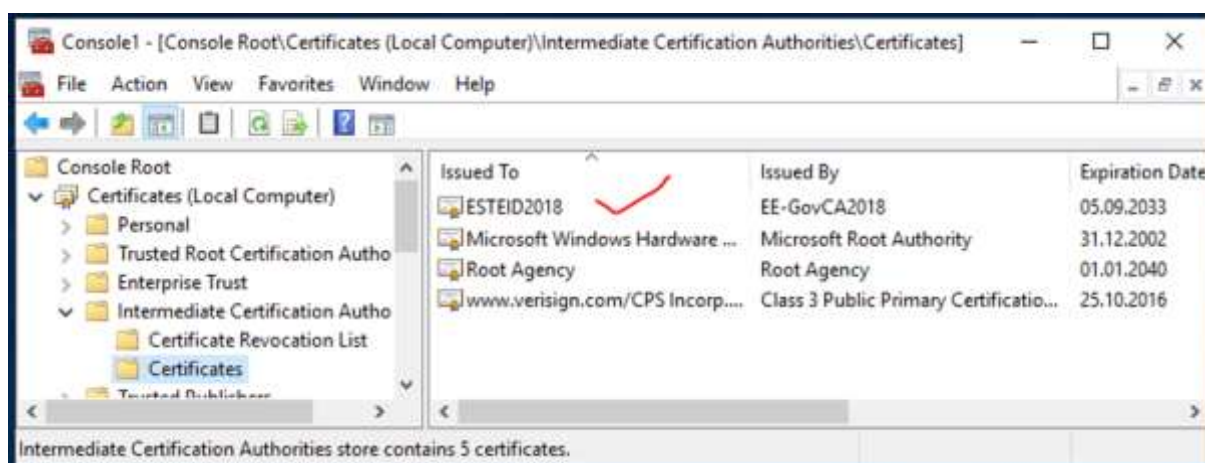 Console1 - [Console Root\Certificates (Local Computer)\Intermediate Certification Authorities\Certificates]
File Action View Favorites Window Help
Console Root
Certificates (Local Computer)
Personal
Trusted Root Certification Autho
Enterprise Trust
Intermediate Certification Autho
Certificate Revocation List
Certificates
Trusted Publishers
Issued To Issued By Expiration Date
ESTEID2018 EE-GovCA2018 05.09.2033
Microsoft Windows Hardware ... Microsoft Root Authority 31.12.2002
Root Agency Root Agency 01.01.2040
www.verisign.com/CPS Incorp.... Class 3 Public Primary Certificatio... 25.10.2016
Intermediate Certification Authorities store contains 5 certificates.